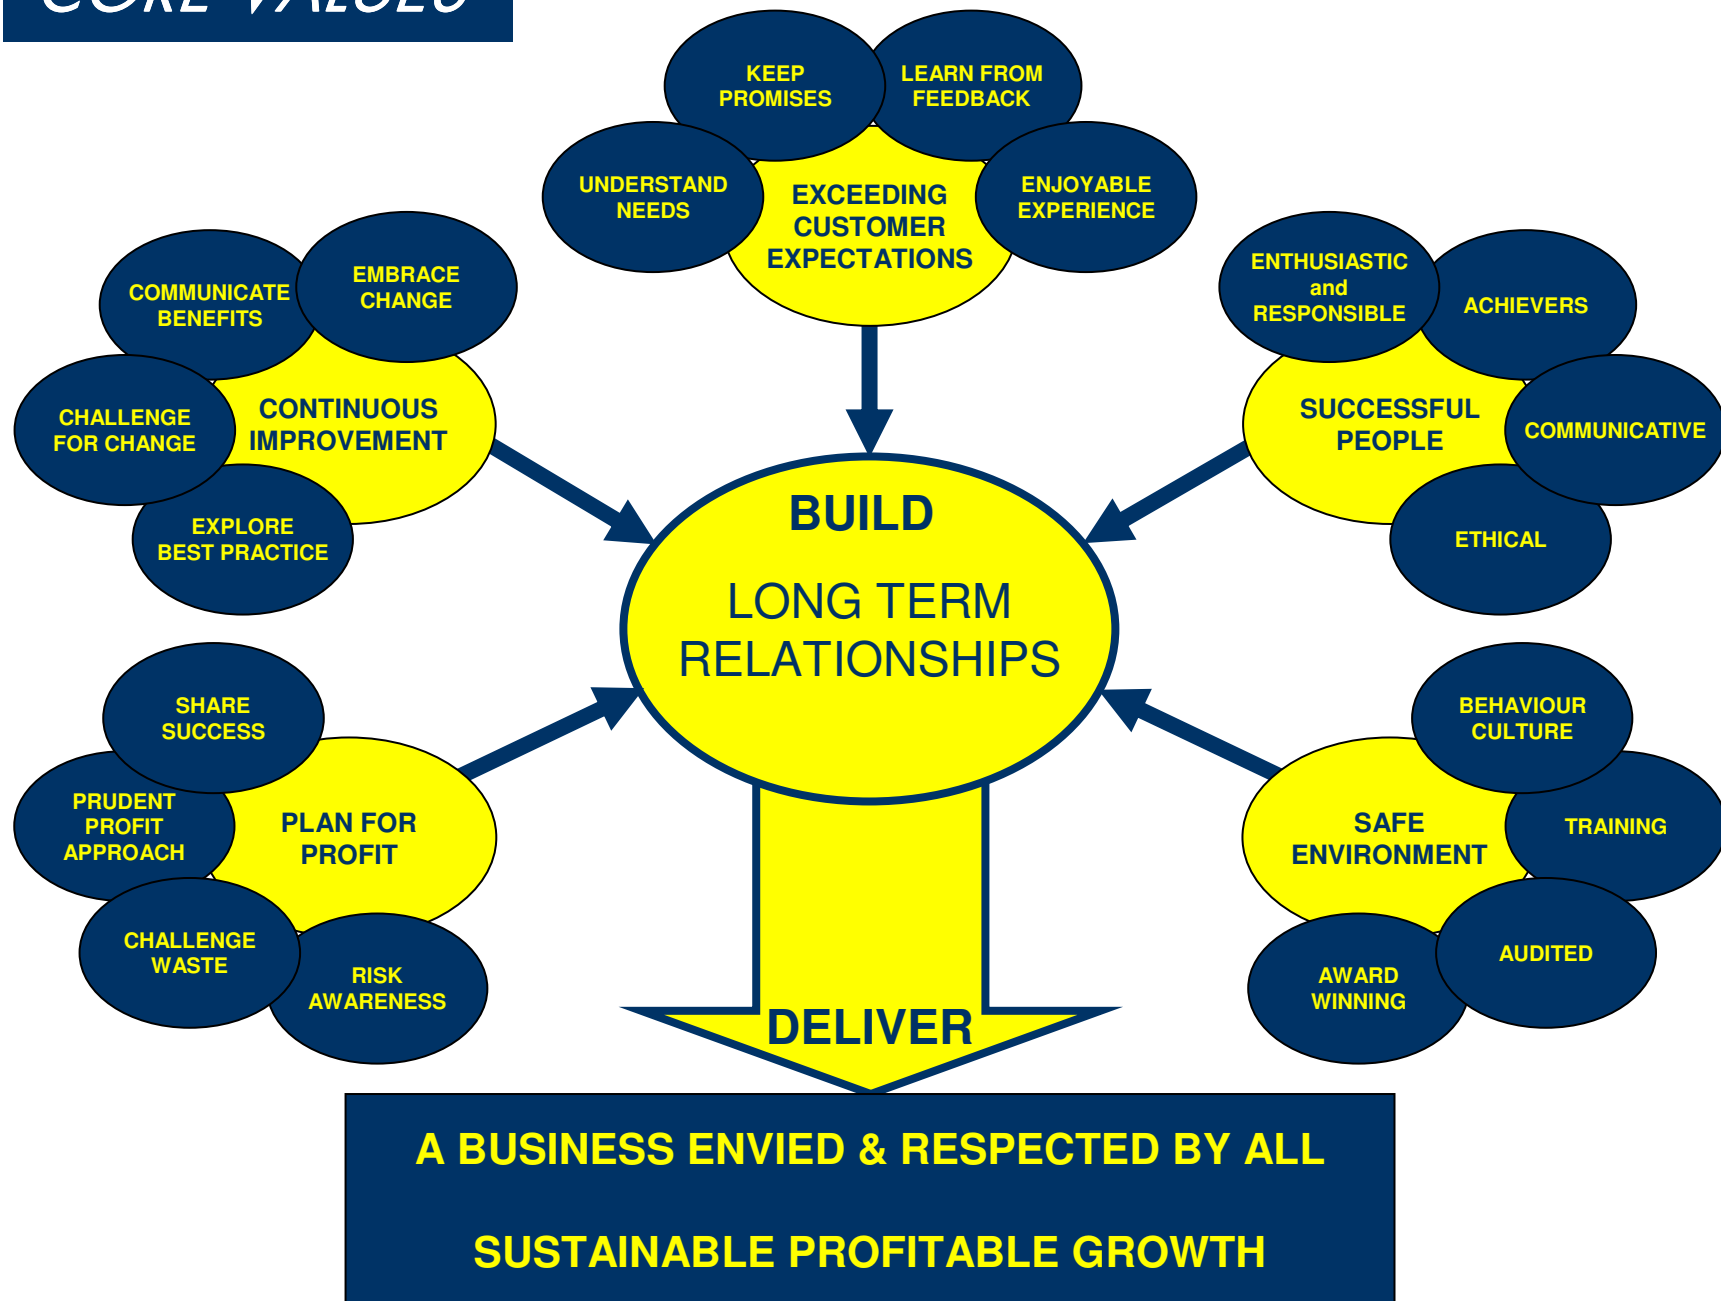 CORE VALUES
KEEP
PROMISES
LEARN FROM
FEEDBACK
UNDERSTAND
NEEDS
ENJOYABLE
EXPERIENCE
EXCEEDING
CUSTOMER
EXPECTATIONS
COMMUNICATE
BENEFITS
EMBRACE
CHANGE
CHALLENGE
FOR CHANGE
EXPLORE
BEST PRACTICE
CONTINUOUS
IMPROVEMENT
ENTHUSIASTIC
and
RESPONSIBLE
ACHIEVERS
COMMUNICATIVE
ETHICAL
SUCCESSFUL
PEOPLE
BUILD
LONG TERM
RELATIONSHIPS
SHARE
SUCCESS
PRUDENT
PROFIT
APPROACH
CHALLENGE
WASTE
RISK
AWARENESS
PLAN FOR
PROFIT
BEHAVIOUR
CULTURE
TRAINING
AUDITED
AWARD
WINNING
SAFE
ENVIRONMENT
DELIVER
A BUSINESS ENVIED & RESPECTED BY ALL
SUSTAINABLE PROFITABLE GROWTH